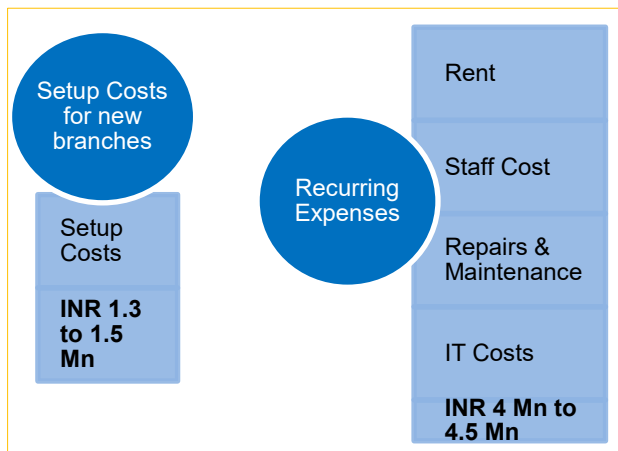 Setup Costs
for new
branches
Setup
Costs
INR 1.3
to 1.5
Mn
Recurring
Expenses
Rent
Staff Cost
Repairs &
Maintenance
IT Costs
INR 4 Mn to
4.5 Mn